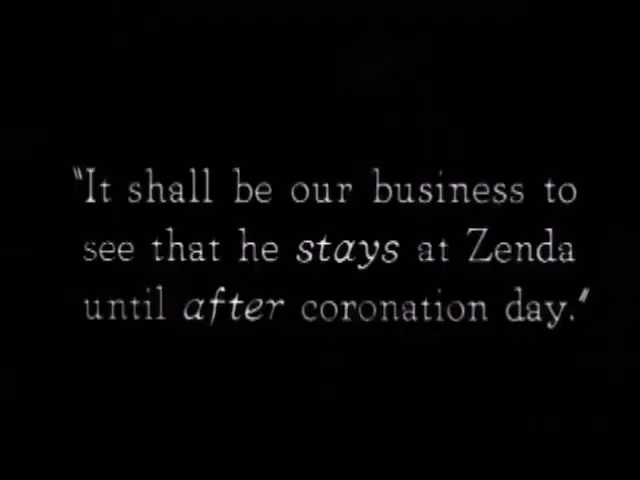 "It shall be our business to
see that he stays at Zenda
until after coronation day."